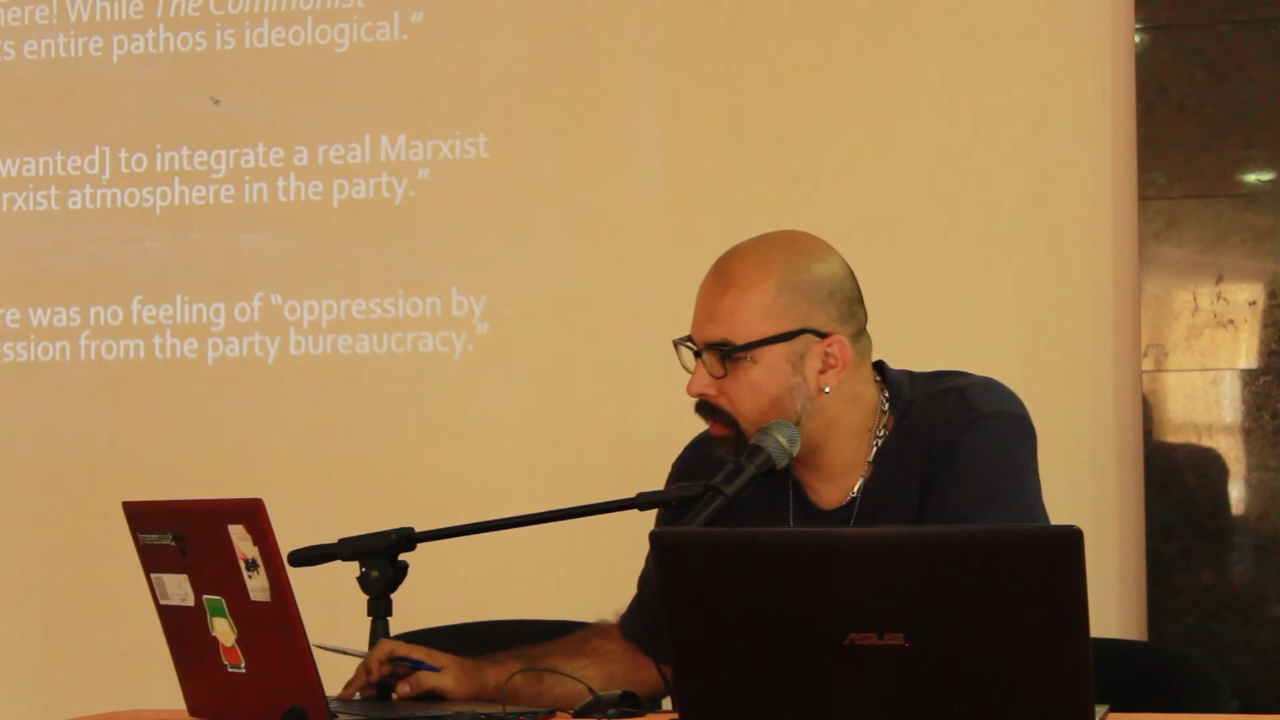 here! While The Communist
s entire pathos is ideological.”
wanted] to integrate a real Marxist
rxist atmosphere in the party.”
re was no feeling of “oppression by
ession from the party bureaucracy.”
ASUS